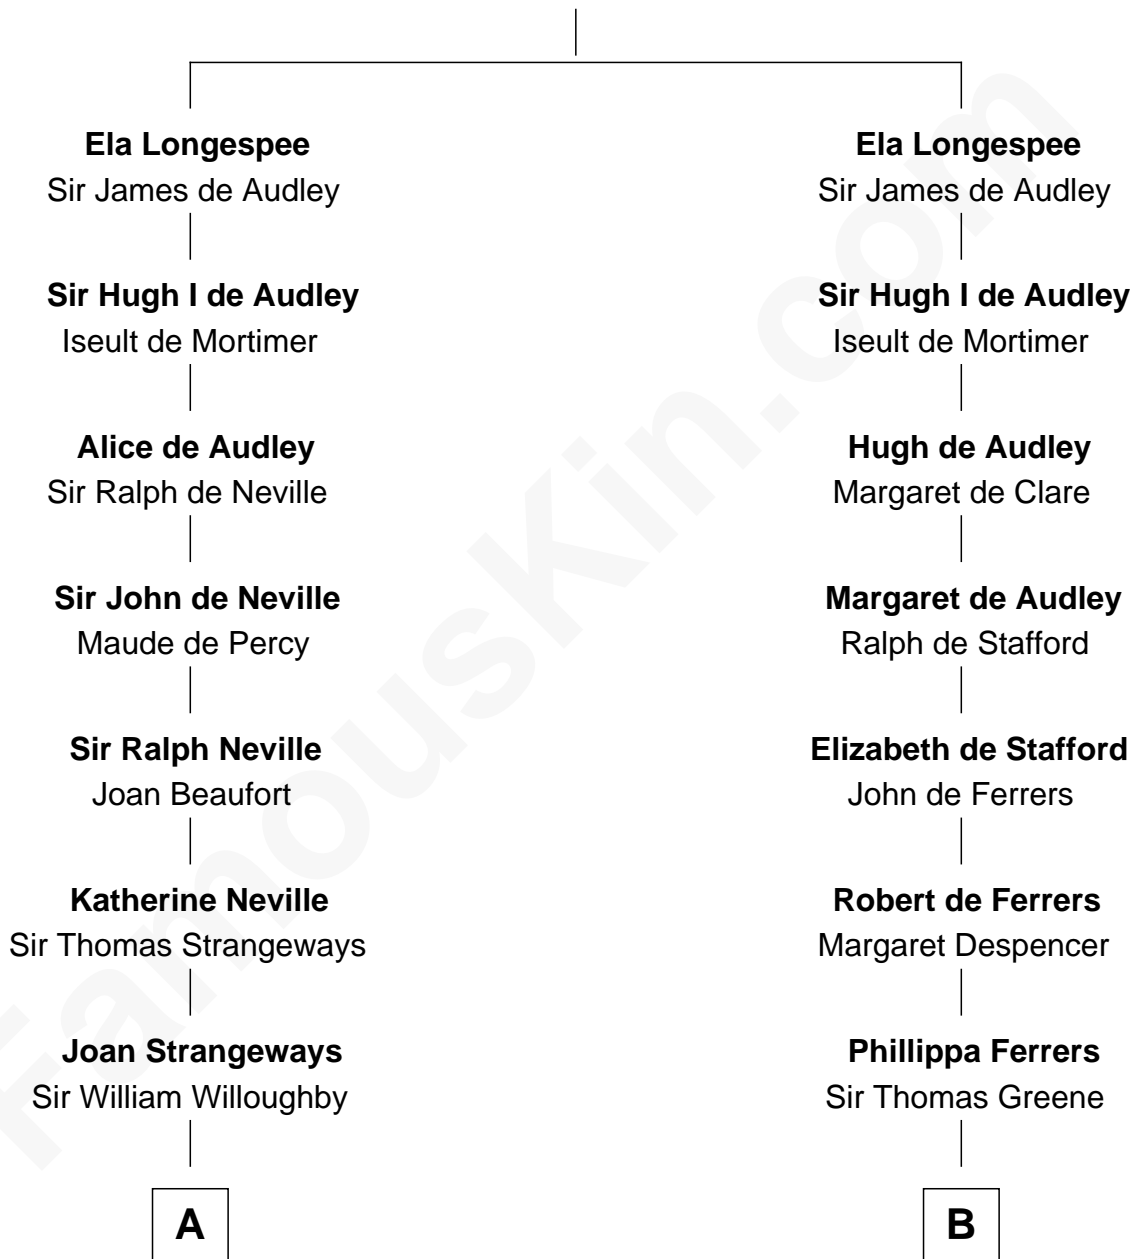 Ela Longespee
Sir James de Audley
Sir Hugh I de Audley
Iseult de Mortimer
Alice de Audley
Sir Ralph de Neville
Sir John de Neville
Maude de Percy
Sir Ralph Neville
Joan Beaufort
Katherine Neville
Sir Thomas Strangeways
Joan Strangeways
Sir William Willoughby
A
Ela Longespee
Sir James de Audley
Sir Hugh I de Audley
Iseult de Mortimer
Hugh de Audley
Margaret de Clare
Margaret de Audley
Ralph de Stafford
Elizabeth de Stafford
John de Ferrers
Robert de Ferrers
Margaret Despencer
Phillippa Ferrers
Sir Thomas Greene
B
FamousKin.com